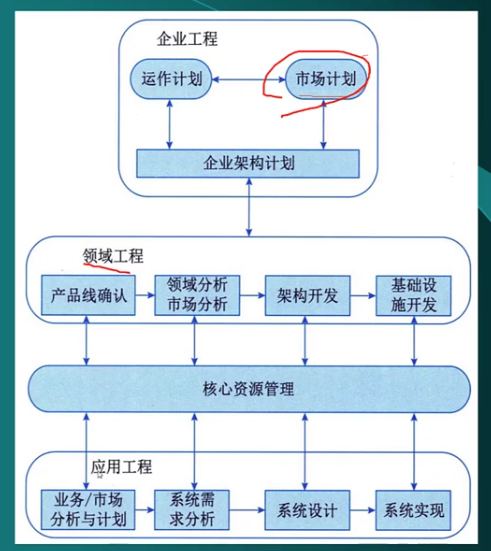 企业工程
运作计划
市场计划
企业架构计划
领域工程
产品线确认
领域分析
市场分析
架构开发
基础设
施开发
核心资源管理
应用工程
业务/市场
分析与计划
系统需
求分析
系统设计
系统实现